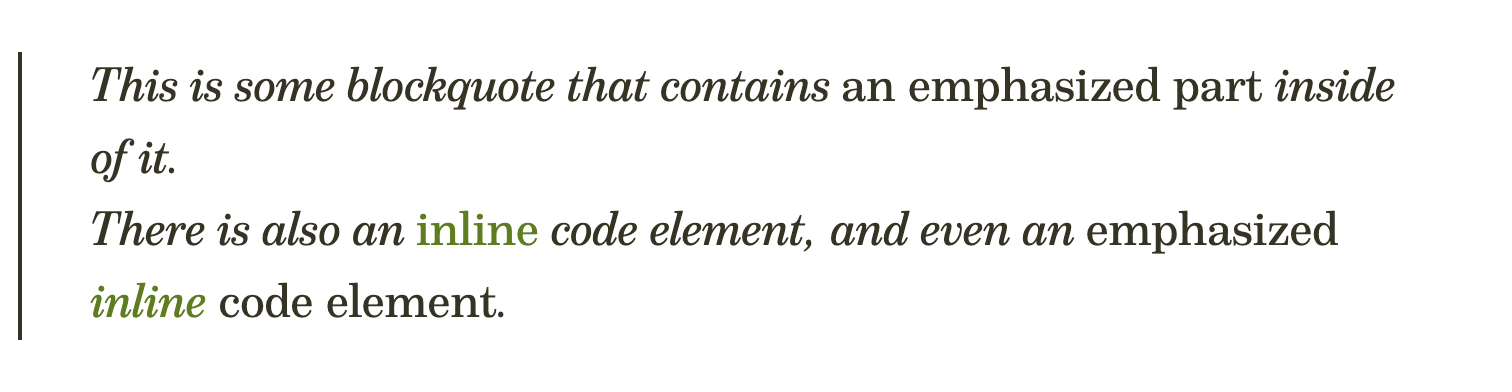 This is some blockquote that contains an emphasized part inside
of it.
There is also an inline code element, and even an emphasized
inline code element.